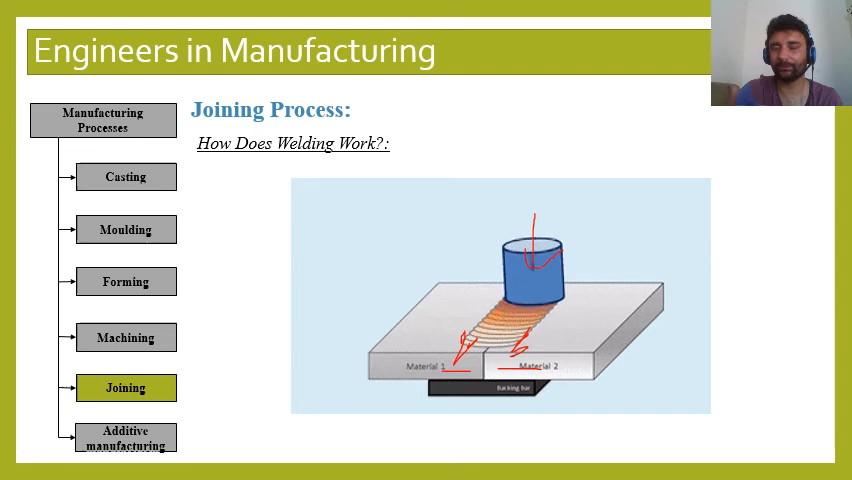 Engineers in Manufacturing
Manufacturing
Processes
Casting
Moulding
Forming
Machining
Joining
Additive
manufacturing
Joining Process:
How Does Welding Work?:
Material 1
Material 2
Backing bar